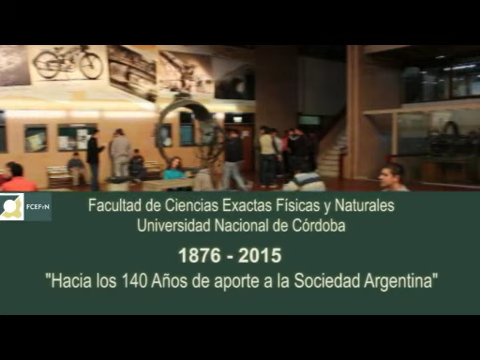 FCEFyN
Facultad de Ciencias Exactas Físicas y Naturales
Universidad Nacional de Córdoba
1876 - 2015
"Hacia los 140 Años de aporte a la Sociedad Argentina"